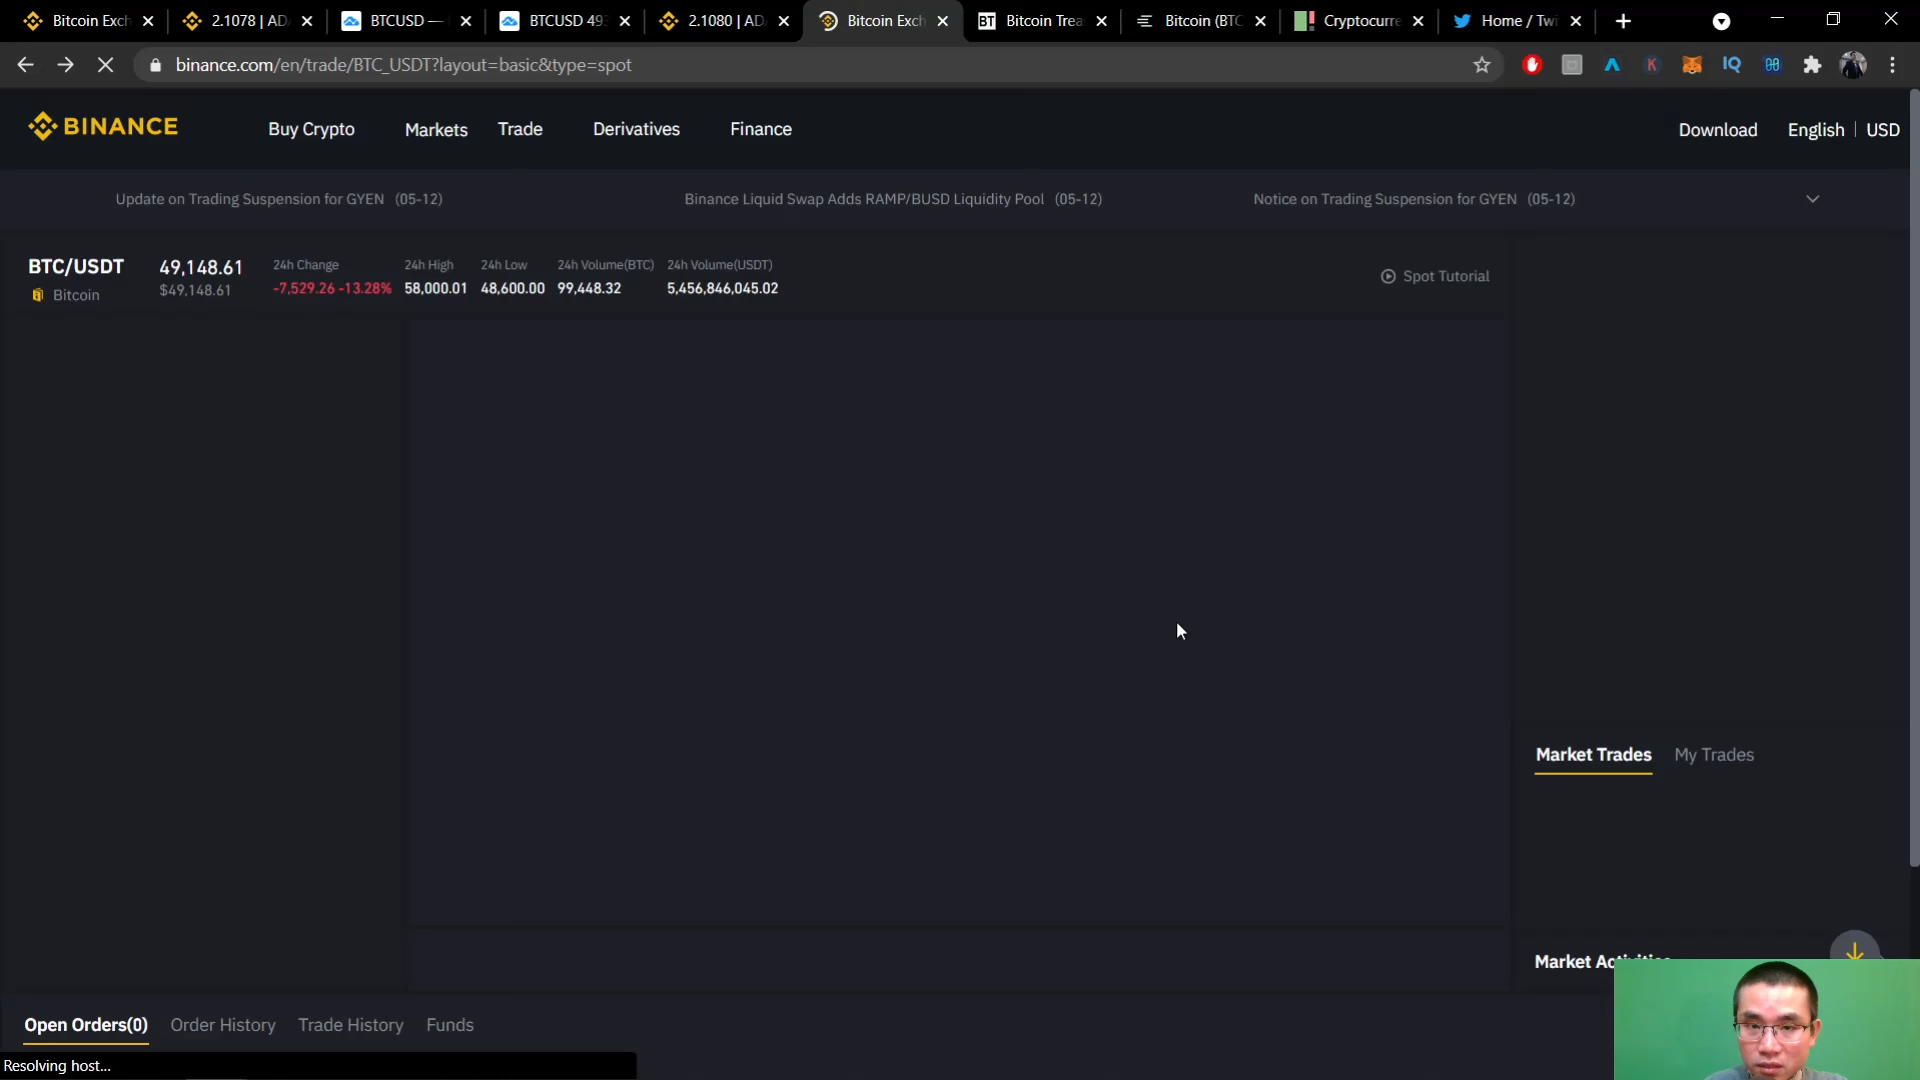 Bitcoin Exch
2.1078 | AD
BTCUSD —
BTCUSD 493
2.1080 | AD
Bitcoin Exch
BT Bitcoin Trea
Bitcoin (BTC
Cryptocurre
Home / Twi
binance.com/en/trade/BTC_USDT?layout=basic&type=spot
K IQ
BINANCE Buy Crypto Markets Trade Derivatives Finance Download English | USD
Update on Trading Suspension for GYEN (05-12) Binance Liquid Swap Adds RAMP/BUSD Liquidity Pool (05-12) Notice on Trading Suspension for GYEN (05-12)
BTC/USDT 49,148.61 24h Change 24h High 24h Low 24h Volume(BTC) 24h Volume(USDT)
Bitcoin $49,148.61 -7,529.26 -13.28% 58,000.01 48,600.00 99,448.32 5,456,846,045.02
Spot Tutorial
Market Trades My Trades
Market Activities
Open Orders(0) Order History Trade History Funds
Resolving host...